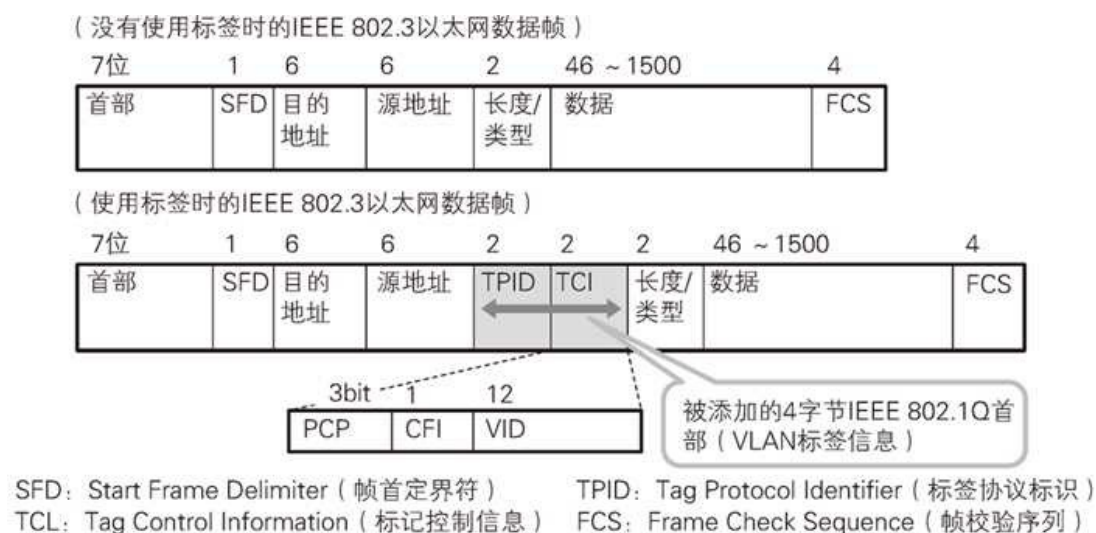 （没有使用标签时的IEEE 802.3以太网数据帧）
7位 1 6 6 2 46 ~ 1500 4
首部 SFD 目的 源地址 长度/ 数据 FCS
地址 类型
（使用标签时的IEEE 802.3以太网数据帧）
7位 1 6 6 2 2 2 46 ~ 1500 4
首部 SFD 目的 源地址 TPID TCI 长度/ 数据 FCS
地址 类型
3bit 1 12
PCP CFI VID
被添加的4字节IEEE 802.1Q首
部（VLAN标签信息）
SFD：Start Frame Delimiter（帧首定界符） TPID：Tag Protocol Identifier（标签协议标识）
TCL：Tag Control Information（标记控制信息） FCS：Frame Check Sequence（帧校验序列）